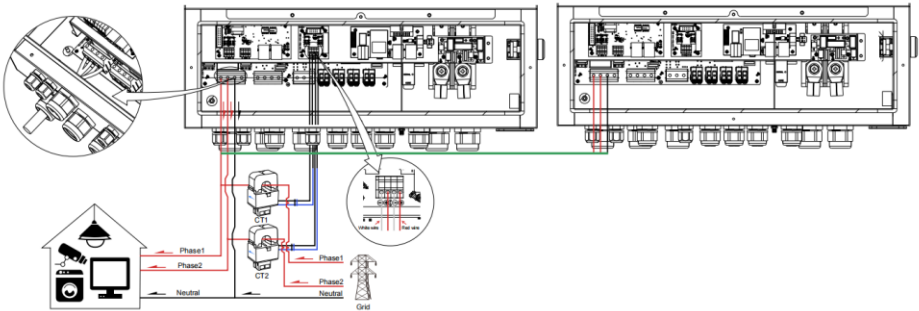 CT1
White wire
Red wire
CT2
Phase1
Phase1
Phase2
Phase2
Neutral
Neutral
Grid